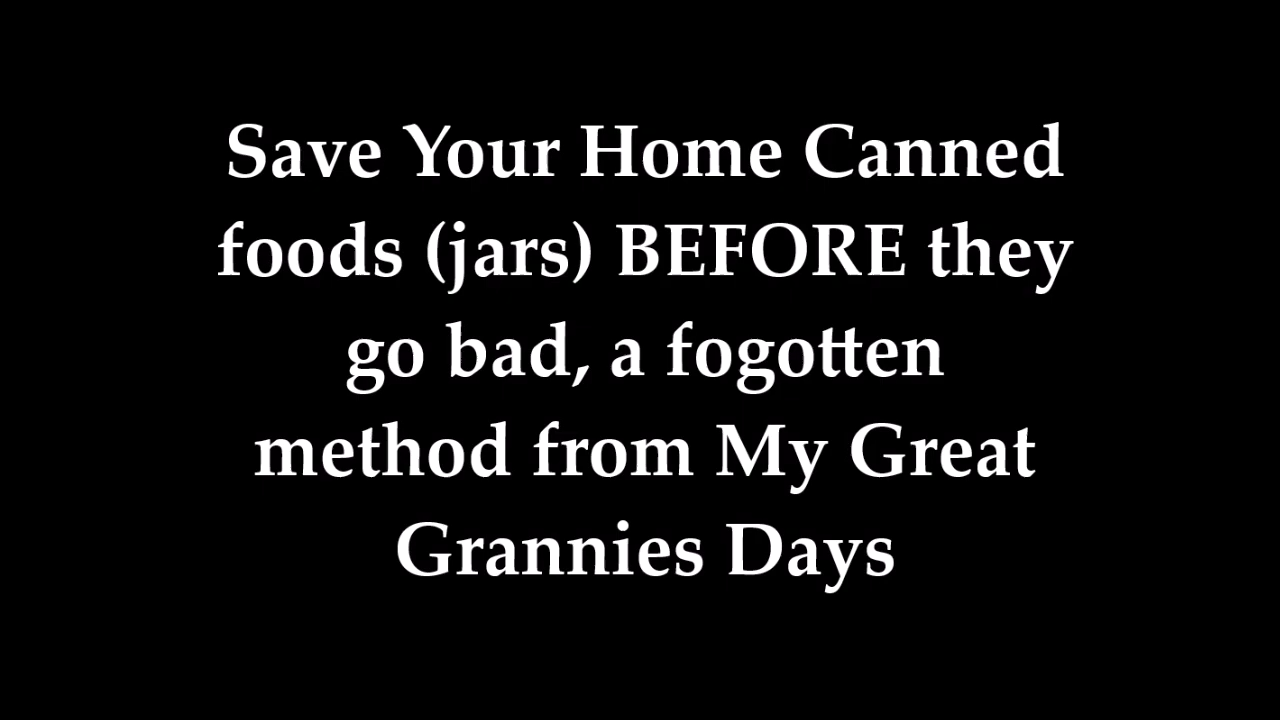 Save Your Home Canned
foods (jars) BEFORE they
go bad, a fogotten
method from My Great
Grannies Days